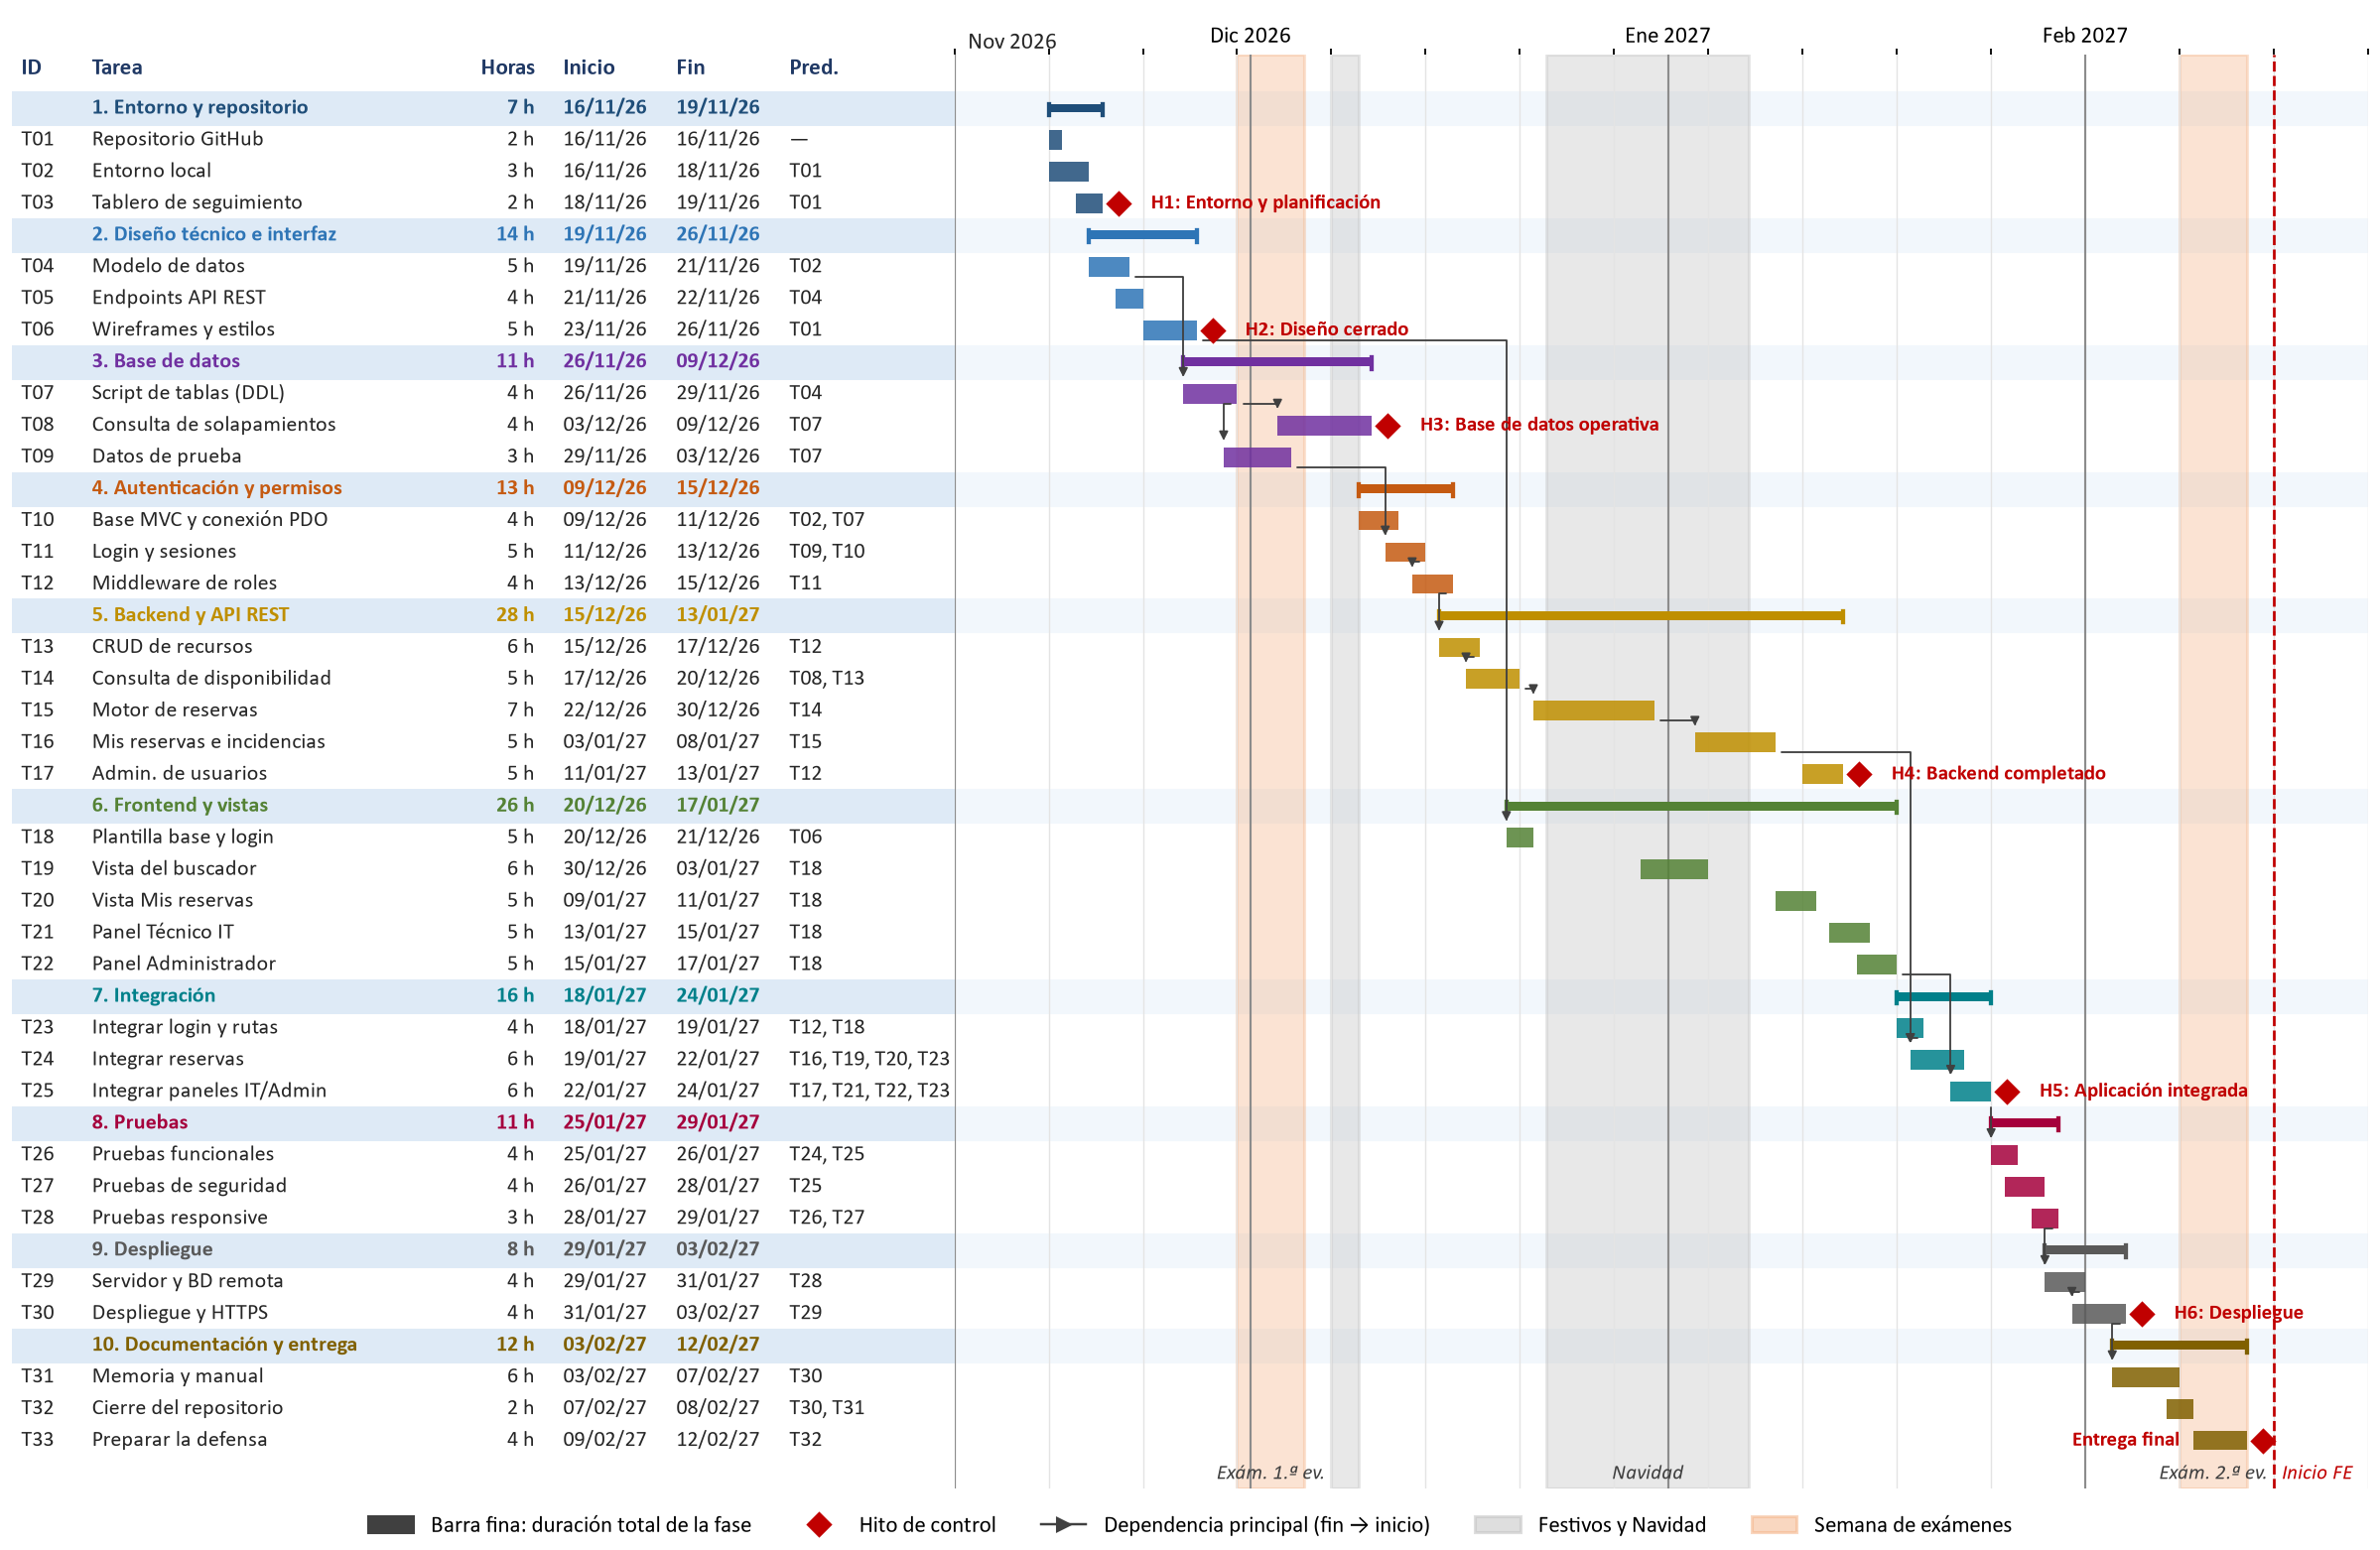 Nov 2026 Dic 2026 Ene 2027 Feb 2027
ID Tarea Horas Inicio Fin Pred.
1. Entorno y repositorio 7 h 16/11/26 19/11/26
T01 Repositorio GitHub 2 h 16/11/26 16/11/26 —
T02 Entorno local 3 h 16/11/26 18/11/26 T01
T03 Tablero de seguimiento 2 h 18/11/26 19/11/26 T01 H1: Entorno y planificación
2. Diseño técnico e interfaz 14 h 19/11/26 26/11/26
T04 Modelo de datos 5 h 19/11/26 21/11/26 T02
T05 Endpoints API REST 4 h 21/11/26 22/11/26 T04
T06 Wireframes y estilos 5 h 23/11/26 26/11/26 T01 H2: Diseño cerrado
3. Base de datos 11 h 26/11/26 09/12/26
T07 Script de tablas (DDL) 4 h 26/11/26 29/11/26 T04
T08 Consulta de solapamientos 4 h 03/12/26 09/12/26 T07 H3: Base de datos operativa
T09 Datos de prueba 3 h 29/11/26 03/12/26 T07
4. Autenticación y permisos 13 h 09/12/26 15/12/26
T10 Base MVC y conexión PDO 4 h 09/12/26 11/12/26 T02, T07
T11 Login y sesiones 5 h 11/12/26 13/12/26 T09, T10
T12 Middleware de roles 4 h 13/12/26 15/12/26 T11
5. Backend y API REST 28 h 15/12/26 13/01/27
T13 CRUD de recursos 6 h 15/12/26 17/12/26 T12
T14 Consulta de disponibilidad 5 h 17/12/26 20/12/26 T08, T13
T15 Motor de reservas 7 h 22/12/26 30/12/26 T14
T16 Mis reservas e incidencias 5 h 03/01/27 08/01/27 T15
T17 Admin. de usuarios 5 h 11/01/27 13/01/27 T12 H4: Backend completado
6. Frontend y vistas 26 h 20/12/26 17/01/27
T18 Plantilla base y login 5 h 20/12/26 21/12/26 T06
T19 Vista del buscador 6 h 30/12/26 03/01/27 T18
T20 Vista Mis reservas 5 h 09/01/27 11/01/27 T18
T21 Panel Técnico IT 5 h 13/01/27 15/01/27 T18
T22 Panel Administrador 5 h 15/01/27 17/01/27 T18
7. Integración 16 h 18/01/27 24/01/27
T23 Integrar login y rutas 4 h 18/01/27 19/01/27 T12, T18
T24 Integrar reservas 6 h 19/01/27 22/01/27 T16, T19, T20, T23
T25 Integrar paneles IT/Admin 6 h 22/01/27 24/01/27 T17, T21, T22, T23 H5: Aplicación integrada
8. Pruebas 11 h 25/01/27 29/01/27
T26 Pruebas funcionales 4 h 25/01/27 26/01/27 T24, T25
T27 Pruebas de seguridad 4 h 26/01/27 28/01/27 T25
T28 Pruebas responsive 3 h 28/01/27 29/01/27 T26, T27
9. Despliegue 8 h 29/01/27 03/02/27
T29 Servidor y BD remota 4 h 29/01/27 31/01/27 T28
T30 Despliegue y HTTPS 4 h 31/01/27 03/02/27 T29 H6: Despliegue
10. Documentación y entrega 12 h 03/02/27 12/02/27
T31 Memoria y manual 6 h 03/02/27 07/02/27 T30
T32 Cierre del repositorio 2 h 07/02/27 08/02/27 T30, T31
T33 Preparar la defensa 4 h 09/02/27 12/02/27 T32 Entrega final
Exám. 1.ª ev. Navidad Exám. 2.ª ev. Inicio FE
Barra fina: duración total de la fase Hito de control Dependencia principal (fin → inicio) Festivos y Navidad Semana de exámenes